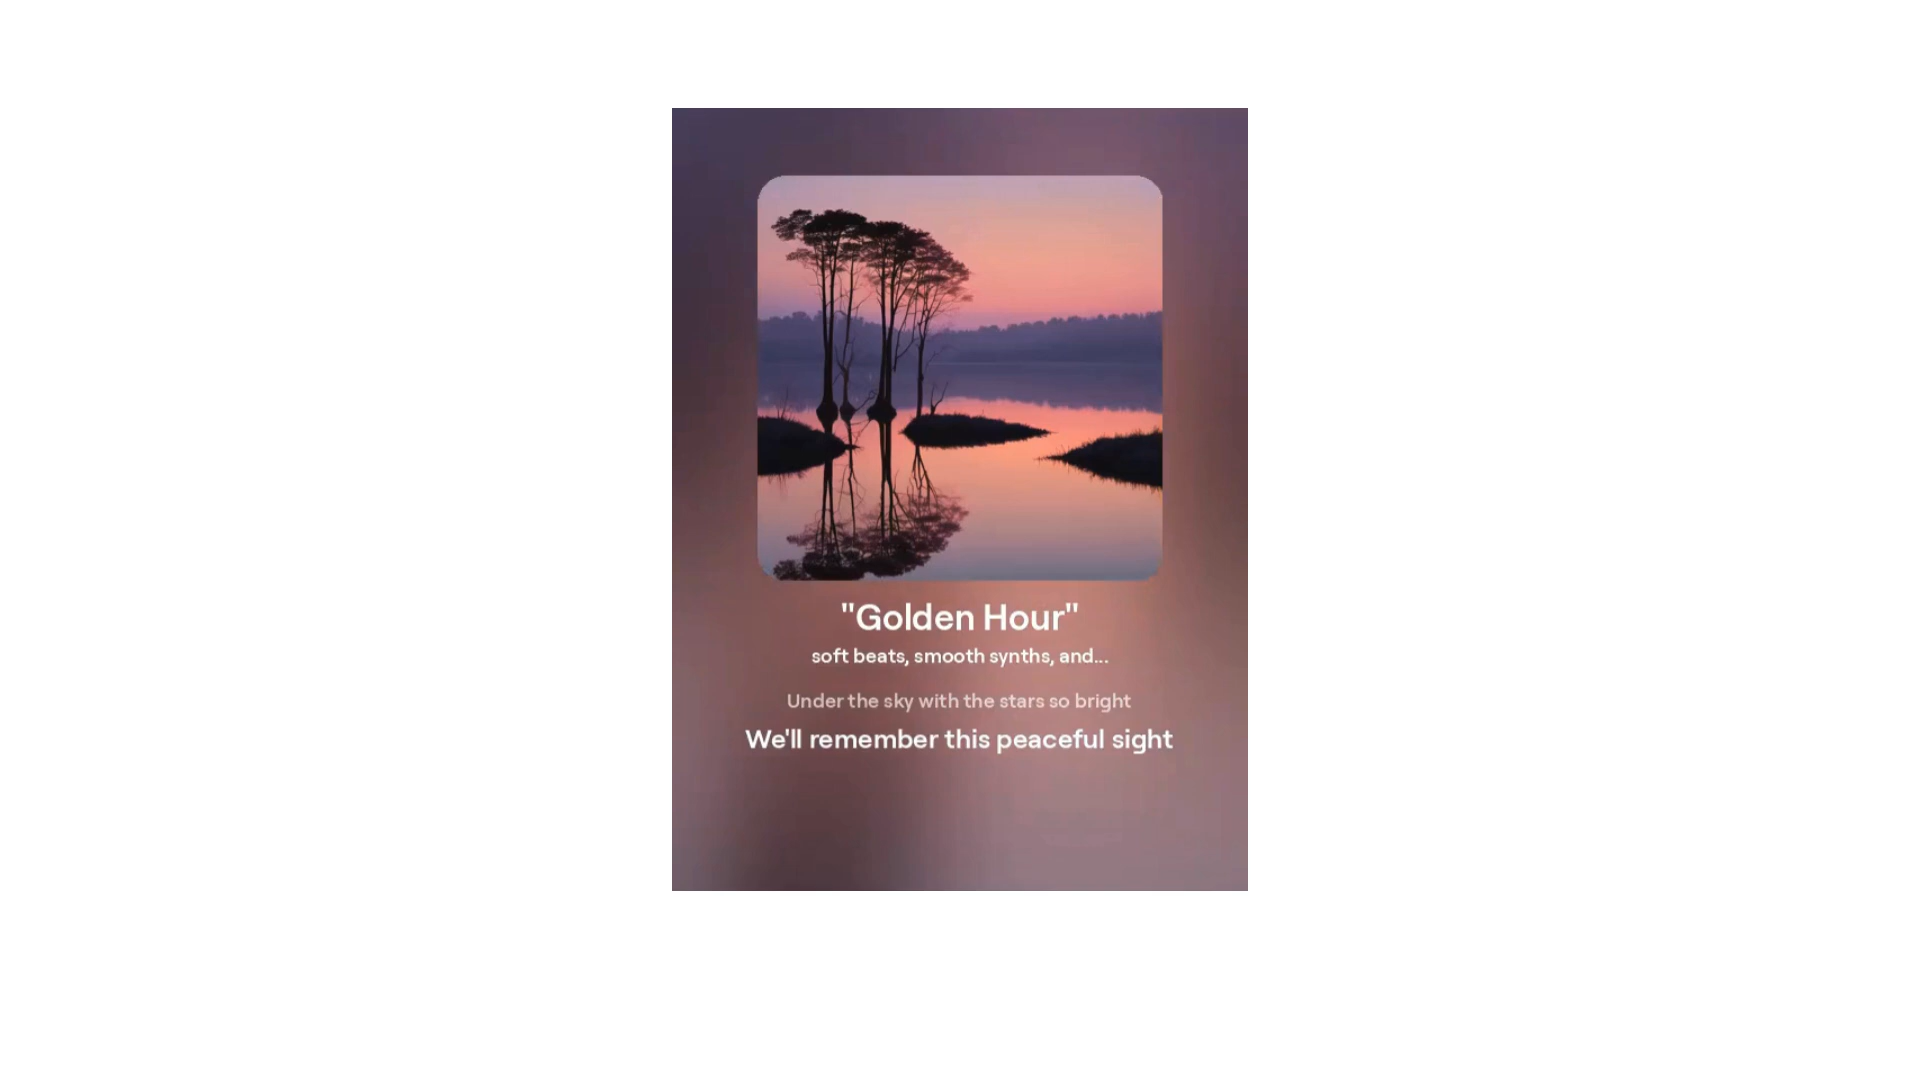 "Golden Hour"
soft beats, smooth synths, and...
Under the sky with the stars so bright
We'll remember this peaceful sight